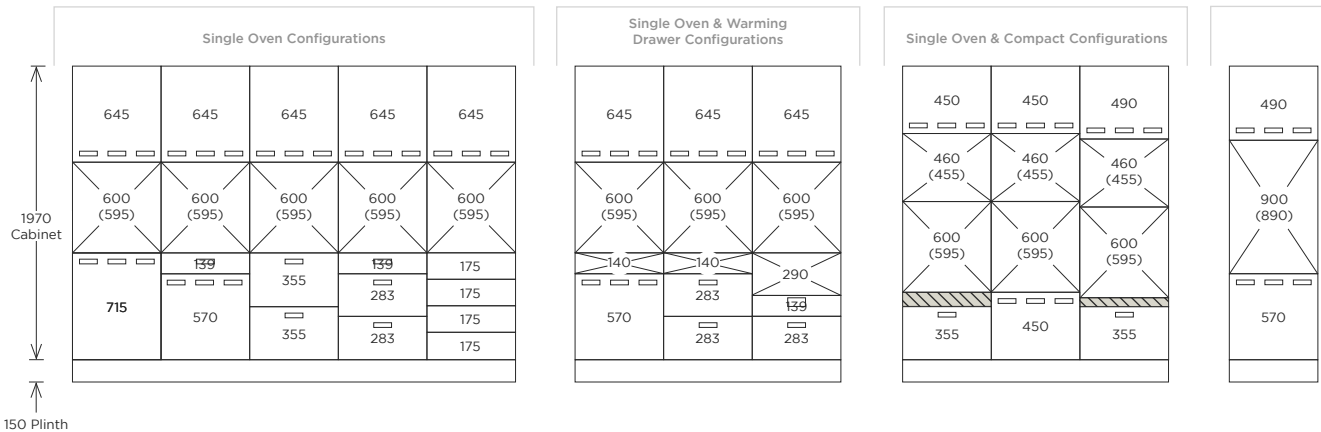 Single Oven Configurations
Single Oven & Warming
Drawer Configurations
Single Oven & Compact Configurations
645 645 645 645 645
645 645 645
450 450 490
490
600 600 600 600 600
(595) (595) (595) (595) (595)
600 600 600
(595) (595) (595)
460 460 460
(455) (455) (455)
900
(890)
1970
Cabinet
600 600 600
(595) (595) (595)
715
139
570
355
355
139
283
283
175
175
175
175
140
570
140
283
283
290
139
283
355
450
355
570
150 Plinth